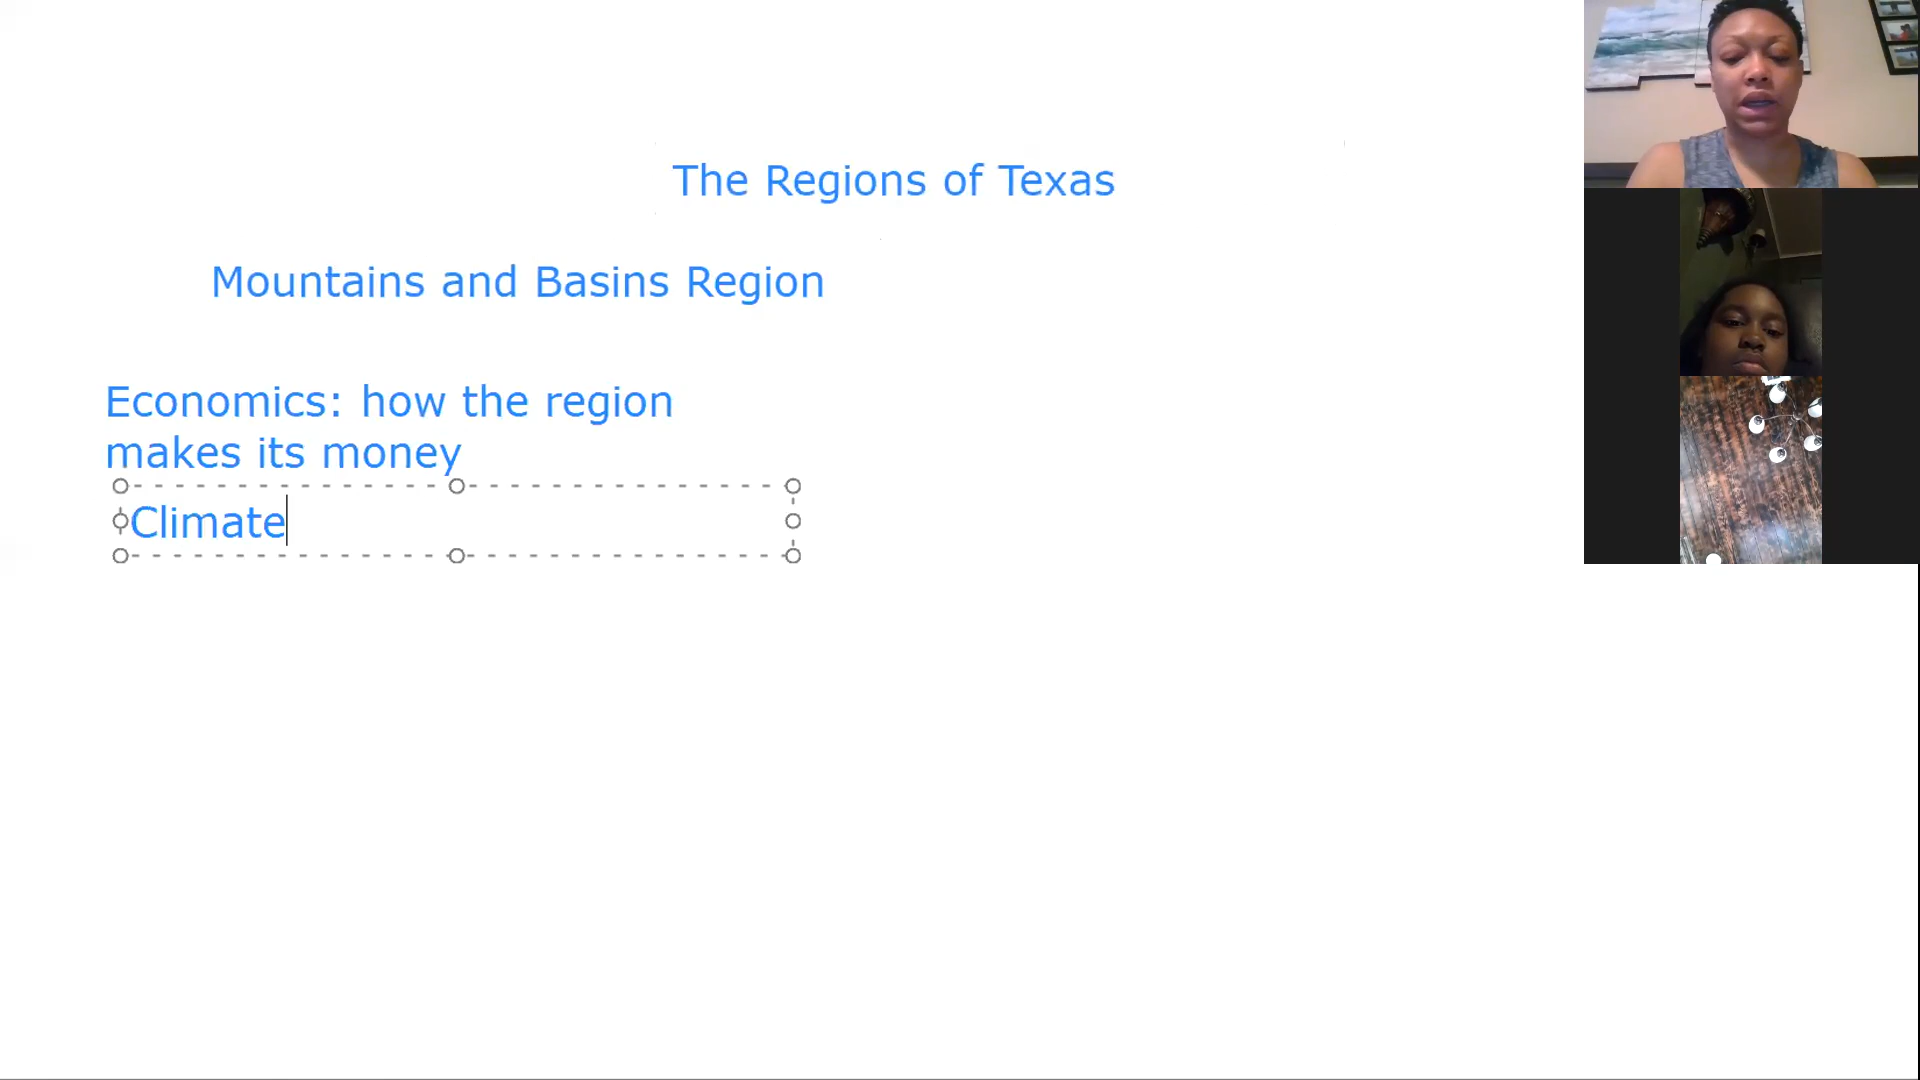 The Regions of Texas
Mountains and Basins Region
Economics: how the region
makes its money
Climate